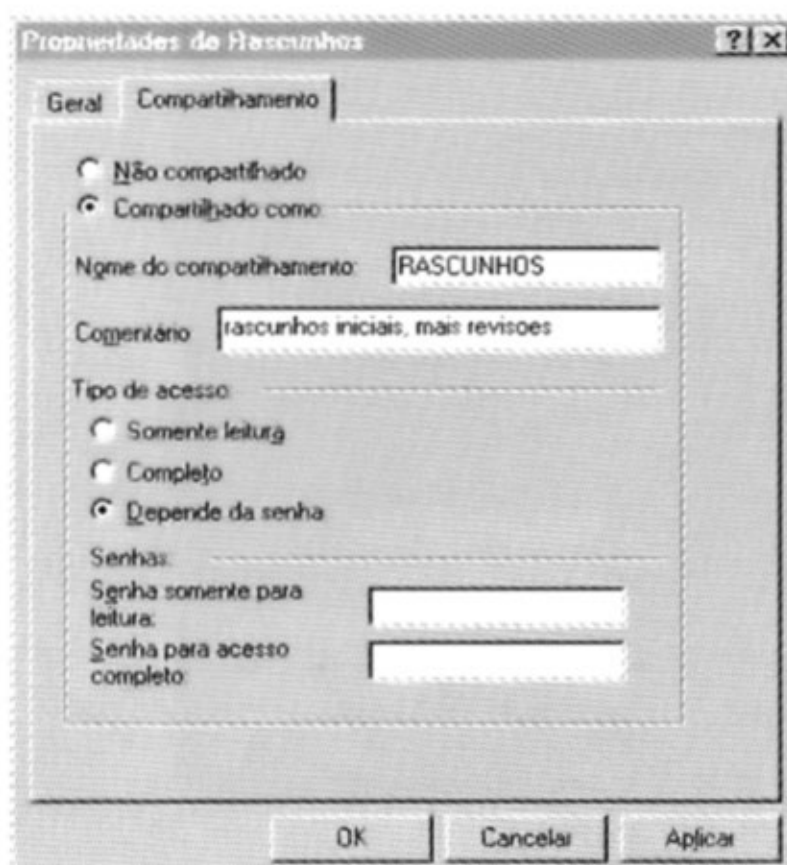 Propriedades de Rascunhos
Geral Compartilhamento
Não compartilhado
Compartilhado como:
Nome do compartilhamento: RASCUNHOS
Comentário rascunhos iniciais, mais revisoes
Tipo de acesso:
Somente leitura
Completo
Depende da senha
Senhas:
Senha somente para
leitura:
Senha para acesso
completo:
OK Cancelar Aplicar